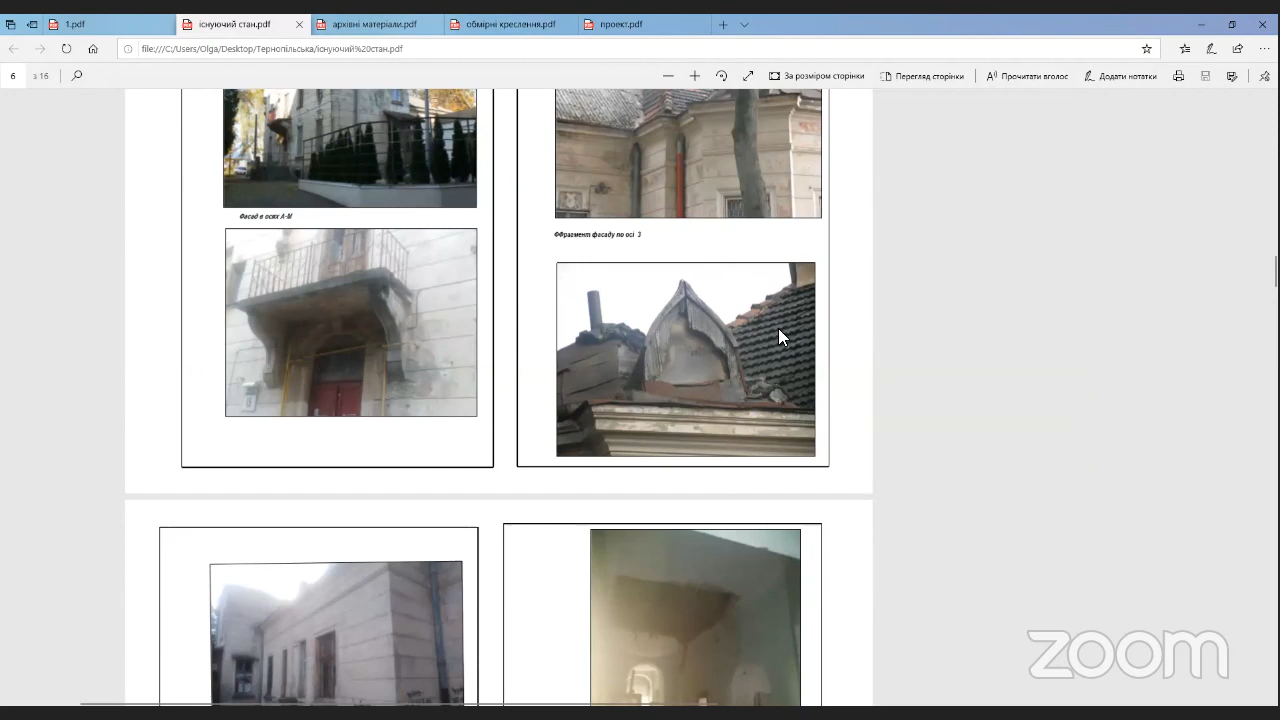 1.pdf
існуючий стан.pdf
архівні матеріали.pdf
обмірні креслення.pdf
проект.pdf
file:///C:/Users/Olga/Desktop/Тернопільська/існуючий%20стан.pdf
6
з 16
За розміром сторінки
Перегляд сторінки
Прочитати вголос
Додати нотатки
Фасад в осях А-М
ФФрагмент фасаду по осі 3
zoom